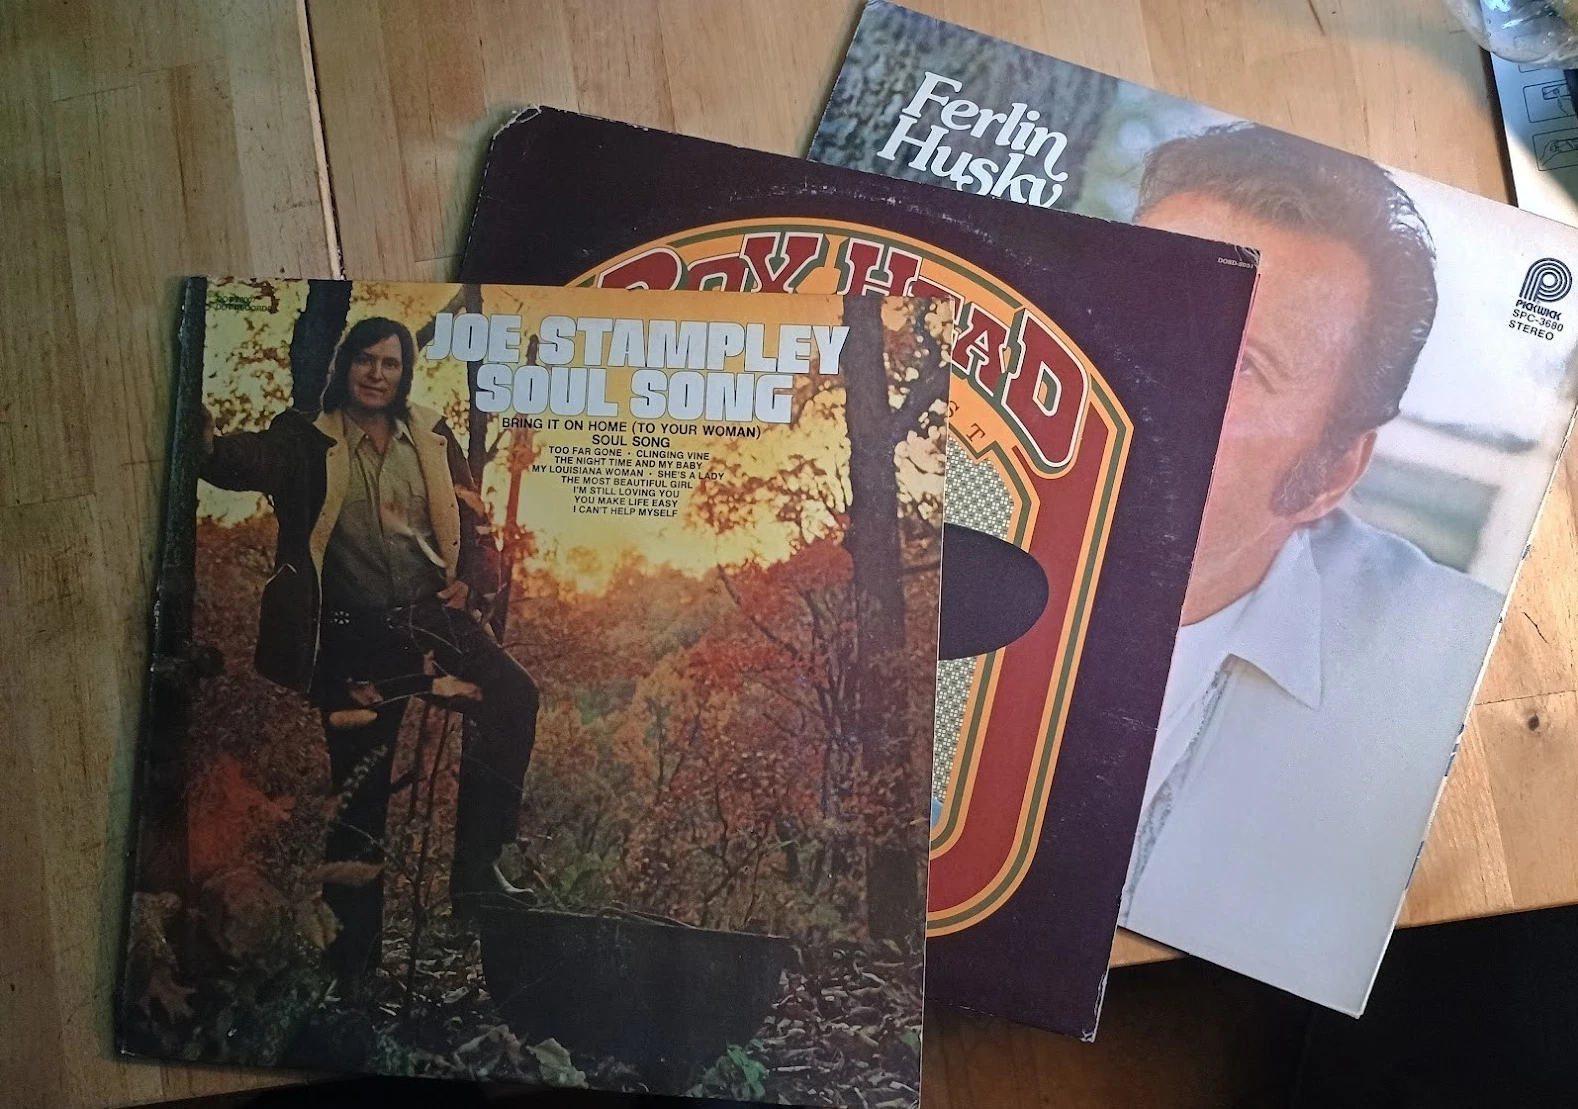 Ferlin
Husky
PICKWICK
SPC-3680
STEREO
ROY HEAD
JOE STAMPLEY
SOUL SONG
BRING IT ON HOME (TO YOUR WOMAN)
SOUL SONG
TOO FAR GONE • CLINGING VINE
THE NIGHT TIME AND MY BABY
MY LOUISIANA WOMAN • SHE'S A LADY
THE MOST BEAUTIFUL GIRL
I'M STILL LOVING YOU
YOU MAKE LIFE EASY
I CAN'T HELP MYSELF